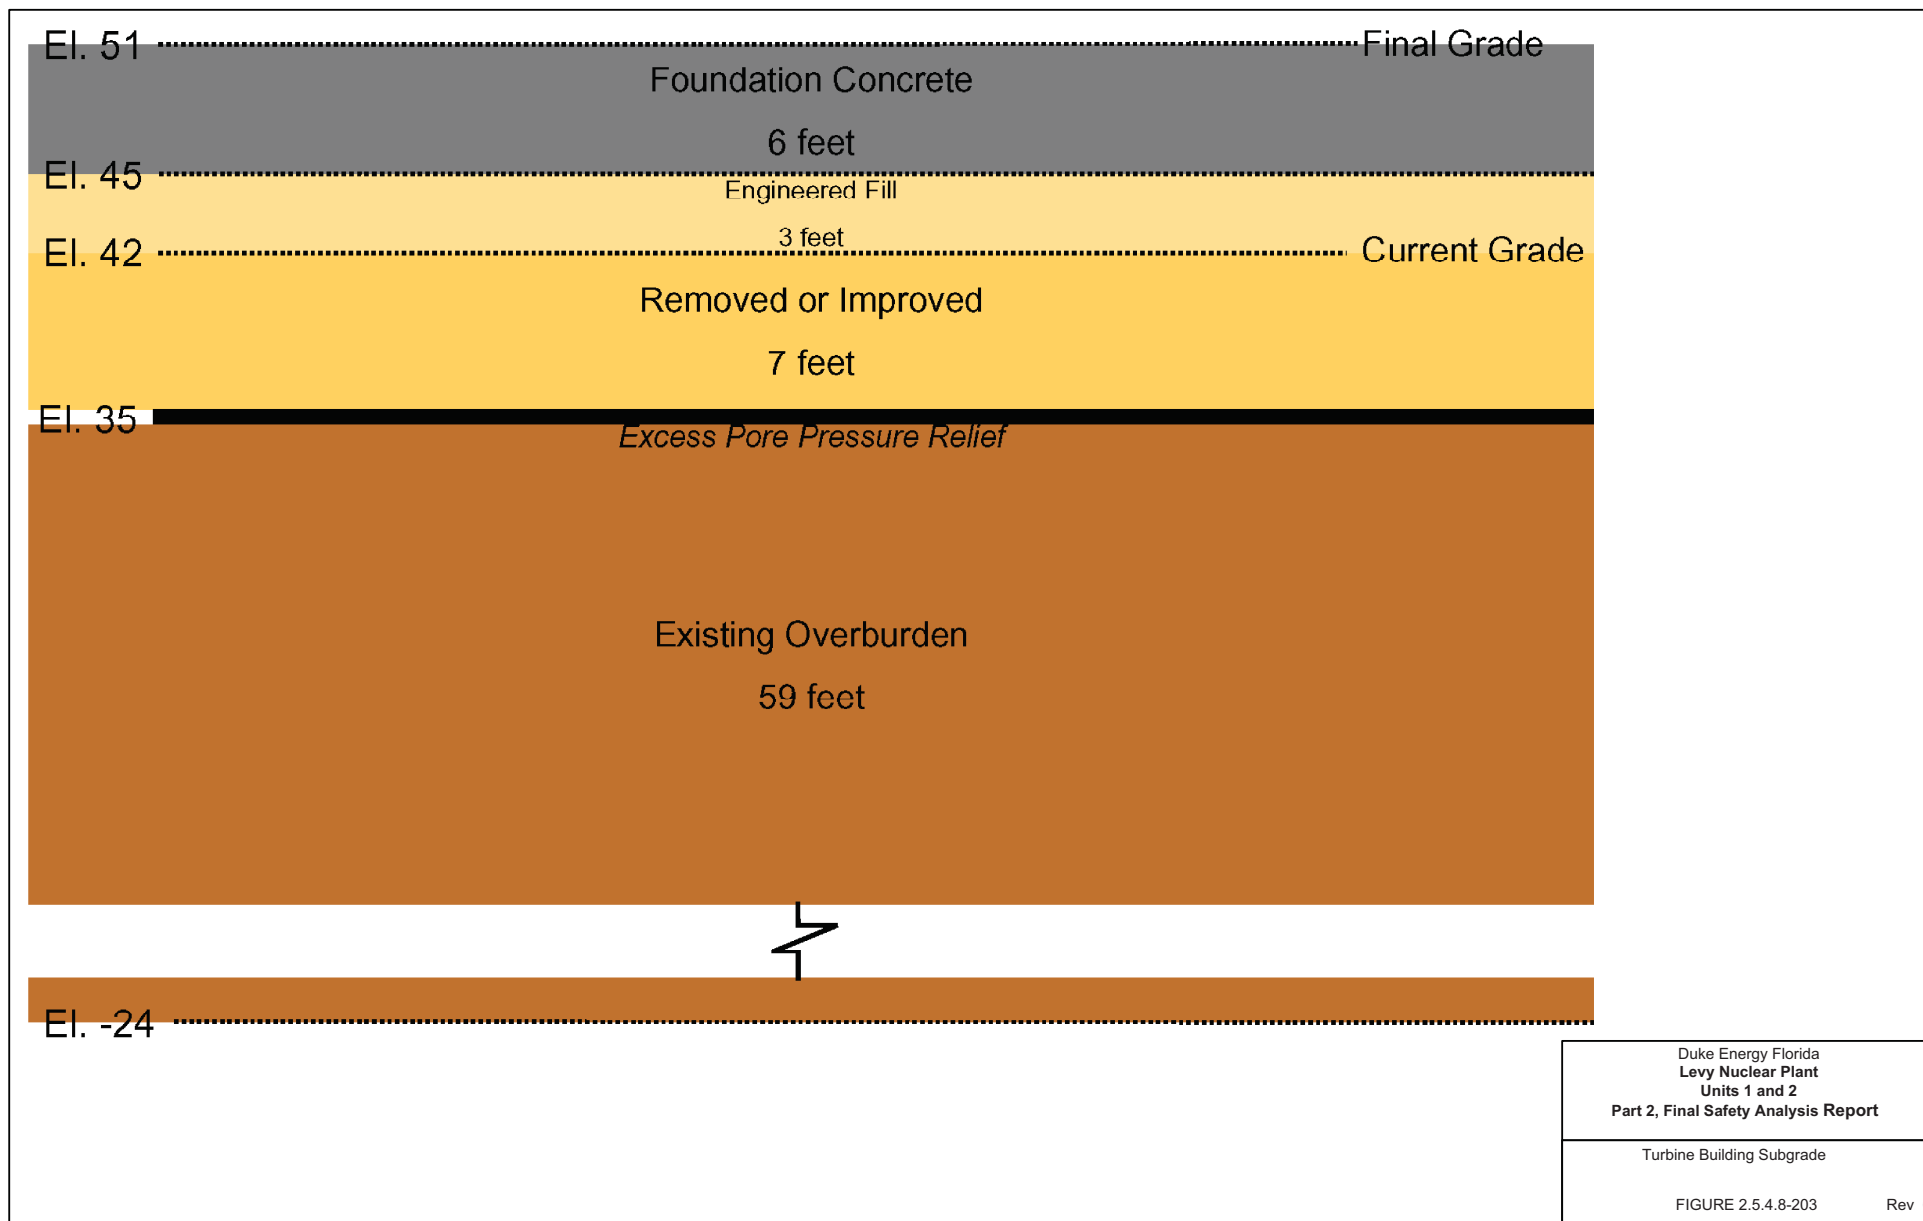 El. 51 Final Grade
Foundation Concrete
6 feet
El. 45
Engineered Fill
3 feet
El. 42 Current Grade
Removed or Improved
7 feet
El. 35
Excess Pore Pressure Relief
Existing Overburden
59 feet
El. -24
Duke Energy Florida
Levy Nuclear Plant
Units 1 and 2
Part 2, Final Safety Analysis Report
Turbine Building Subgrade
FIGURE 2.5.4.8-203 Rev